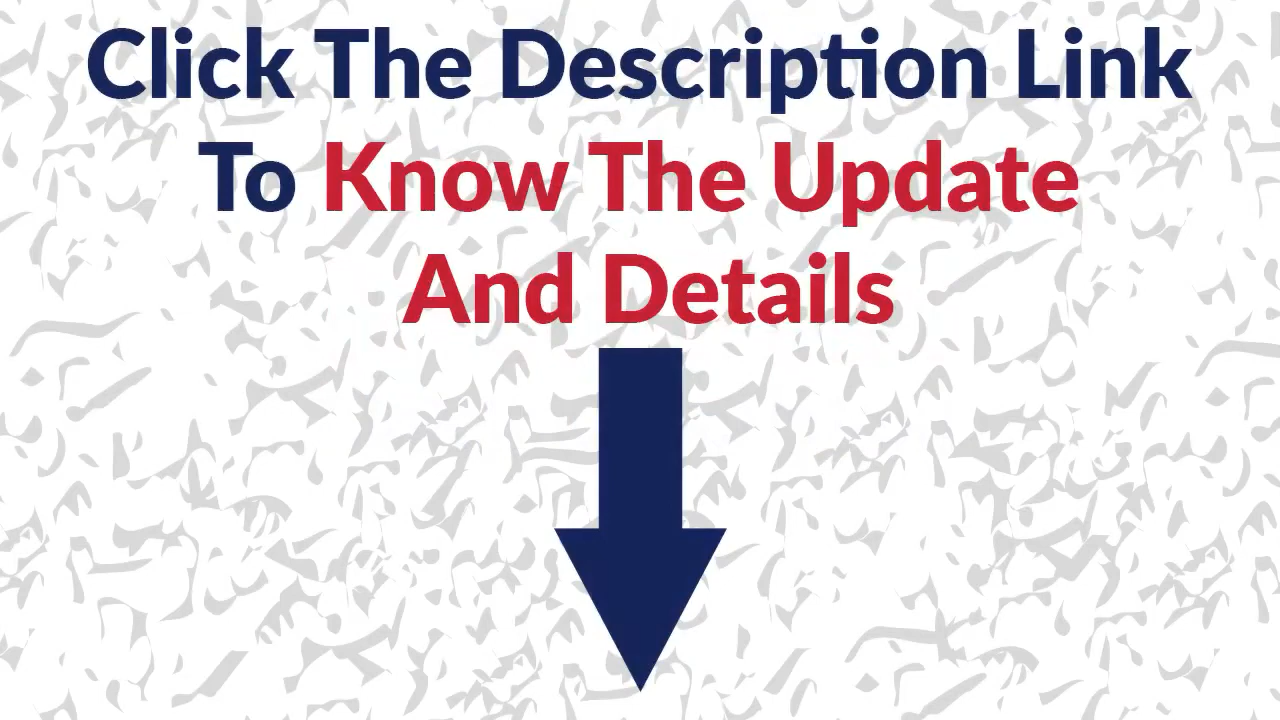 Click The Description Link
To Know The Update
And Details